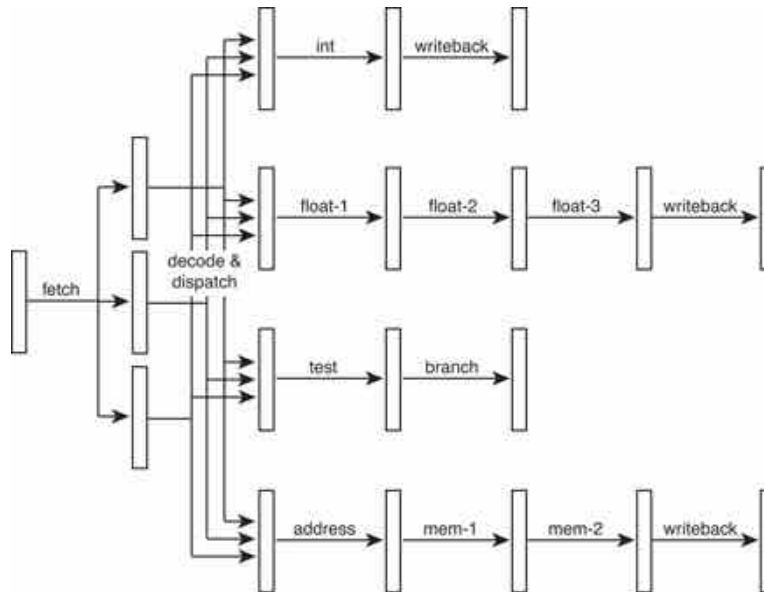 int
writeback
float-1
float-2
float-3
writeback
decode &
dispatch
fetch
test
branch
address
mem-1
mem-2
writeback